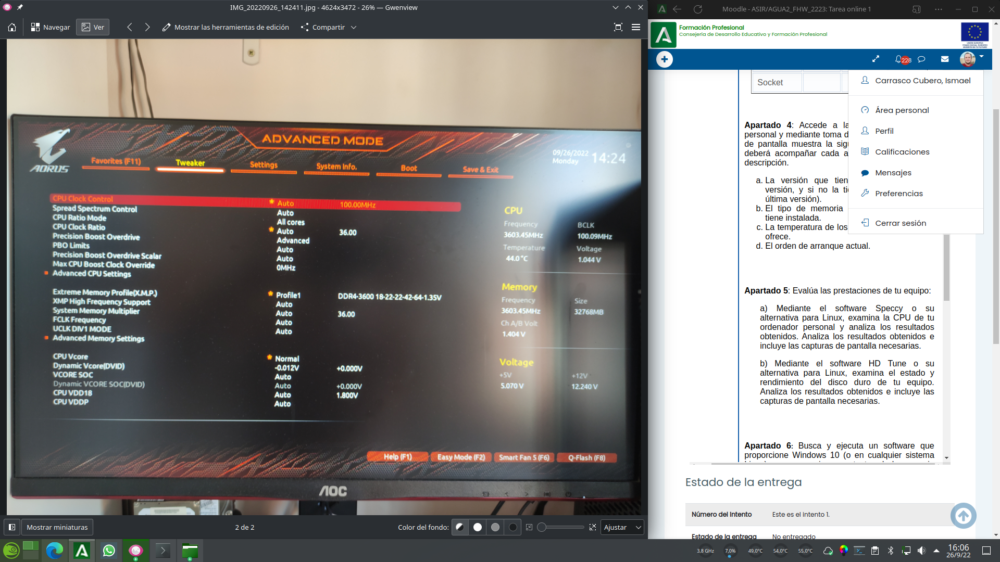 IMG_20220926_142411.jpg - 4624x3472 - 26% — Gwenview
Navegar
Ver
Mostrar las herramientas de edición
Compartir
ADVANCED MODE
AORUS
Favorites (F11)
Tweaker
Settings
System Info.
Boot
Save & Exit
09/26/2022
Monday
14:24
CPU Clock Control Auto 100.00MHz
Spread Spectrum Control Auto
CPU Ratio Mode All cores
CPU Clock Ratio Auto 36.00
Precision Boost Overdrive Advanced
PBO Limits Auto
Precision Boost Overdrive Scalar Auto
Max CPU Boost Clock Override 0MHz
Advanced CPU Settings
Extreme Memory Profile(X.M.P.) Profile1 DDR4-3600 18-22-22-42-64-1.35V
XMP High Frequency Support Auto
System Memory Multiplier Auto 36.00
FCLK Frequency Auto
UCLK DIV1 MODE Auto
Advanced Memory Settings
CPU Vcore Normal
Dynamic Vcore(DVID) -0.012V +0.000V
VCORE SOC Auto
Dynamic VCORE SOC(DVID) Auto +0.000V
CPU VDD18 Auto 1.800V
CPU VDDP Auto
CPU
Frequency BCLK
3603.45MHz 100.09MHz
Temperature Voltage
44.0 °C 1.044 V
Memory
Frequency Size
3603.45MHz 32768MB
Ch A/B Volt
1.404 V
Voltage
+5V +12V
5.070 V 12.240 V
Help (F1)
Easy Mode (F2)
Smart Fan 5 (F6)
Q-Flash (F8)
AOC
Mostrar miniaturas
2 de 2
Color del fondo:
Ajustar
Moodle - ASIR/AGUA2_FHW_2223: Tarea online 1
Formación Profesional
Consejería de Desarrollo Educativo y Formación Profesional
228
Socket
Carrasco Cubero, Ismael
Área personal
Perfil
Calificaciones
Mensajes
Preferencias
Cerrar sesión
Apartado 4: Accede a la
personal y mediante toma d
de pantalla muestra la sigu
deberá acompañar cada a
descripción.
a. La versión que tien
versión, y si no la ti
última versión).
b. El tipo de memoria
tiene instalada.
c. La temperatura de los
ofrece.
d. El orden de arranque actual.
Apartado 5: Evalúa las prestaciones de tu equipo:
a) Mediante el software Speccy o su
alternativa para Linux, examina la CPU de tu
ordenador personal y analiza los resultados
obtenidos. Analiza los resultados obtenidos e
incluye las capturas de pantalla necesarias.
b) Mediante el software HD Tune o su
alternativa para Linux, examina el estado y
rendimiento del disco duro de tu equipo.
Analiza los resultados obtenidos e incluye las
capturas de pantalla necesarias.
Apartado 6: Busca y ejecuta un software que
proporcione Windows 10 (o en cualquier sistema
Estado de la entrega
Número del Intento Este es el intento 1.
Estado de la entrega No entregado
3,8 GHz
7,0%
49,0°C
54,0°C
55,0°C
16:06
26/9/22